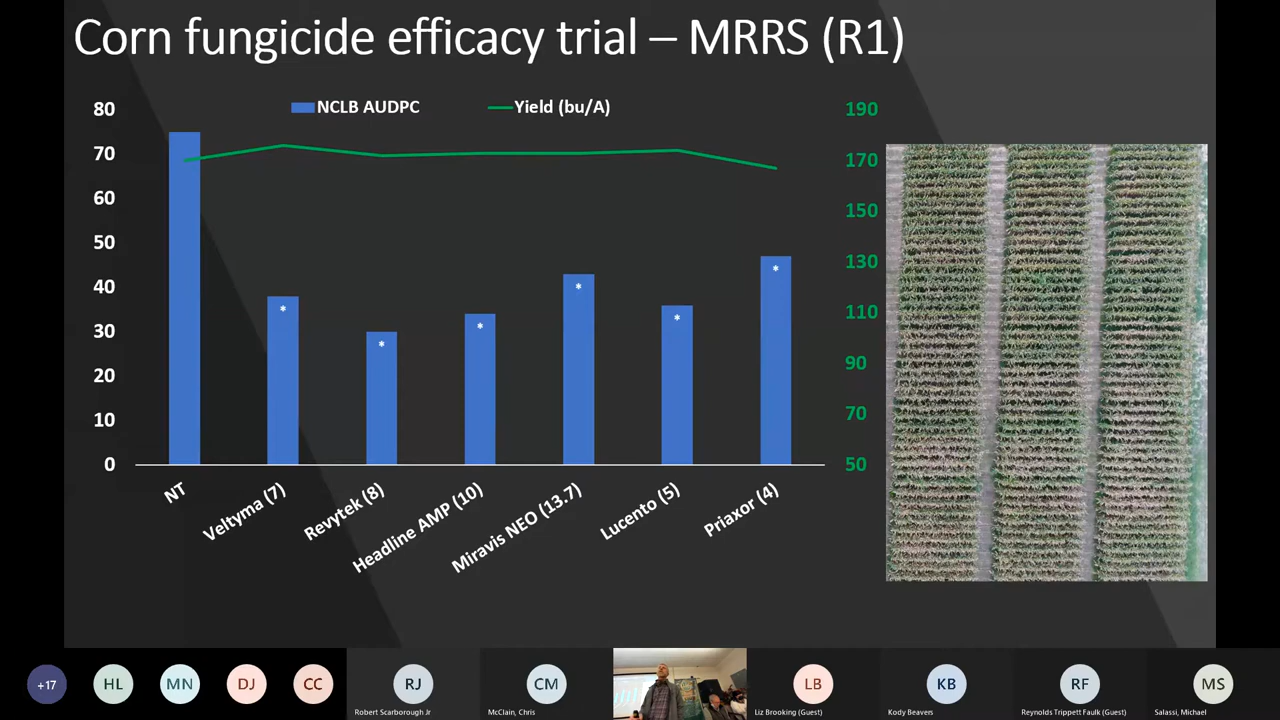 Corn fungicide efficacy trial – MRRS (R1)
NCLB AUDPC
Yield (bu/A)
80
70
60
50
40
30
20
10
0
190
170
150
130
110
90
70
50
*
*
*
*
*
*
NT
Veltyma (7)
Revytek (8)
Headline AMP (10)
Miravis NEO (13.7)
Lucento (5)
Priaxor (4)
+17
HL
MN
DJ
CC
RJ
CM
LB
KB
RF
MS
Robert Scarborough Jr
McClain, Chris
Liz Brooking (Guest)
Kody Beavers
Reynolds Trippett Faulk (Guest)
Salassi, Michael